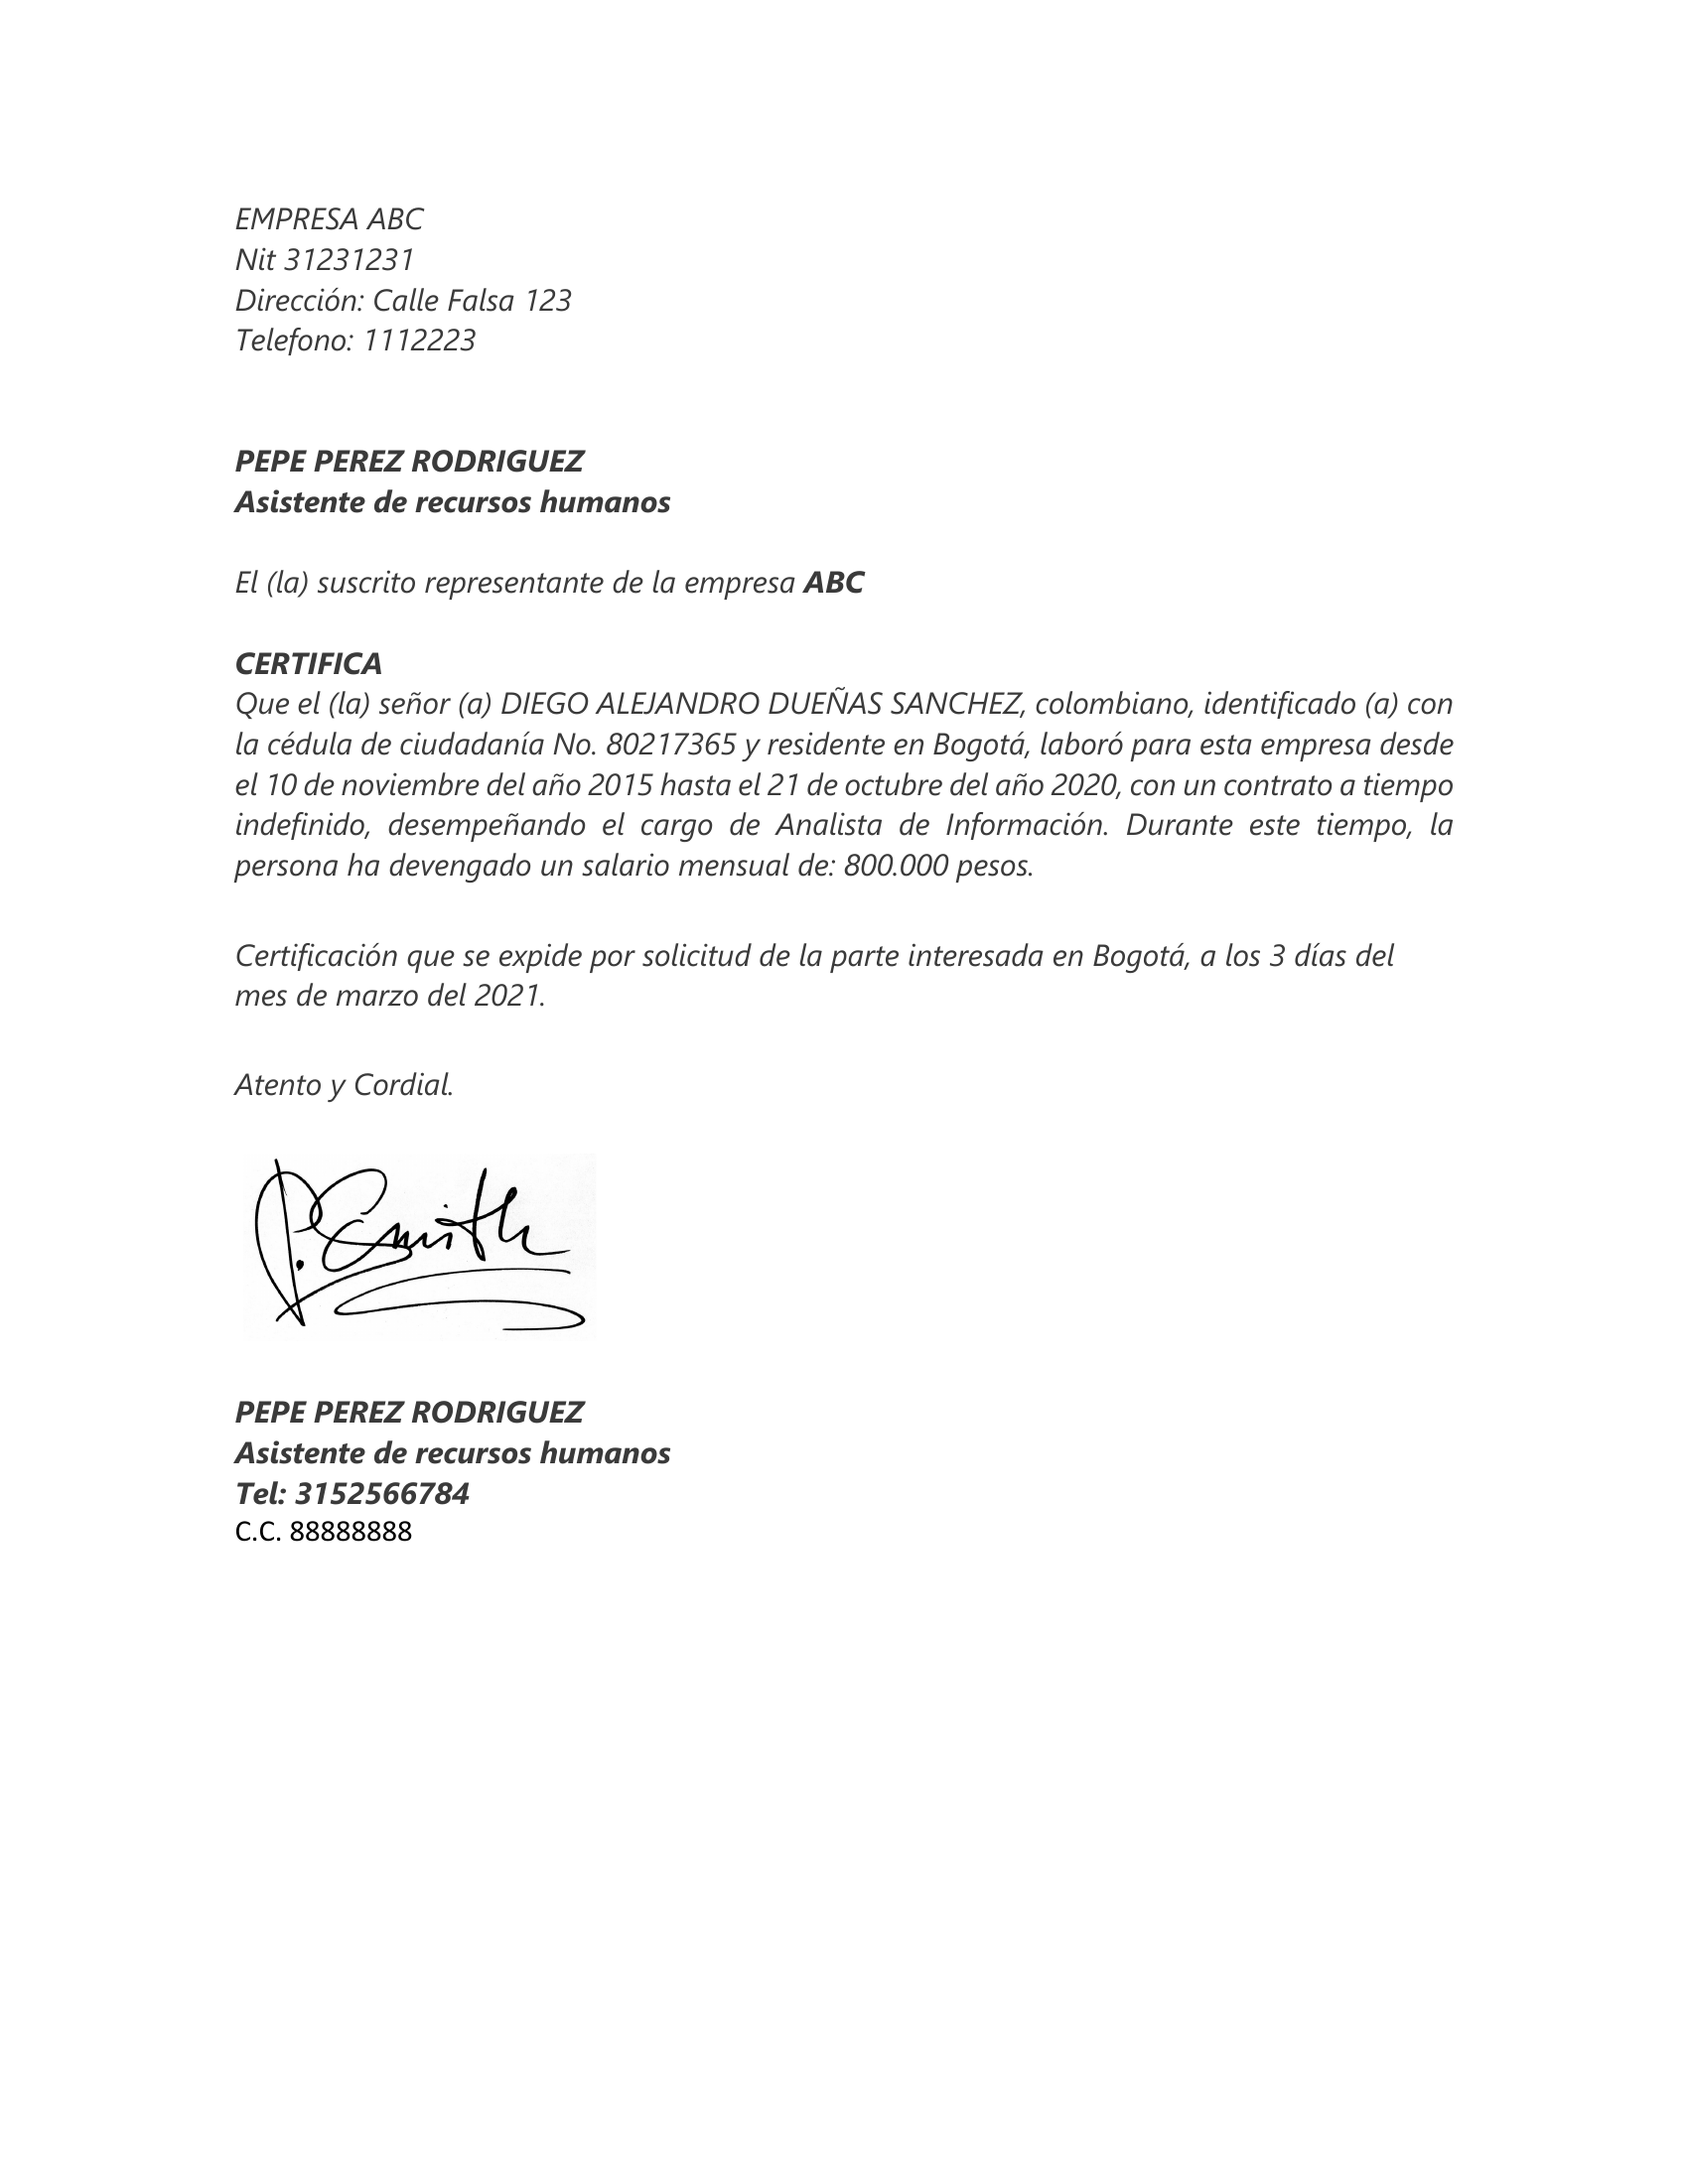 EMPRESA ABC
Nit 31231231
Dirección: Calle Falsa 123
Telefono: 1112223
PEPE PEREZ RODRIGUEZ
Asistente de recursos humanos
El (la) suscrito representante de la empresa ABC
CERTIFICA
Que el (la) señor (a) DIEGO ALEJANDRO DUEÑAS SANCHEZ, colombiano, identificado (a) con
la cédula de ciudadanía No. 80217365 y residente en Bogotá, laboró para esta empresa desde
el 10 de noviembre del año 2015 hasta el 21 de octubre del año 2020, con un contrato a tiempo
indefinido, desempeñando el cargo de Analista de Información. Durante este tiempo, la
persona ha devengado un salario mensual de: 800.000 pesos.
Certificación que se expide por solicitud de la parte interesada en Bogotá, a los 3 días del
mes de marzo del 2021.
Atento y Cordial.
P. Smith
PEPE PEREZ RODRIGUEZ
Asistente de recursos humanos
Tel: 3152566784
C.C. 88888888